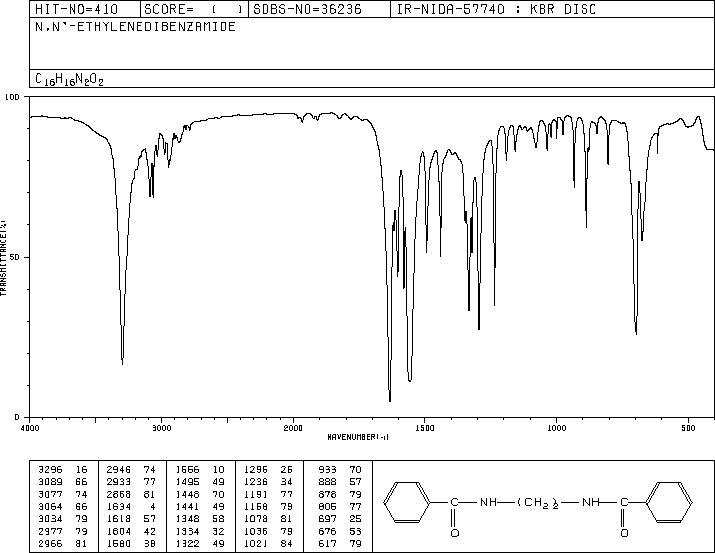 HIT-NO=410 SCORE= ( ) SDBS-NO=36236 IR-NIDA-57740 : KBR DISC
N,N'-ETHYLENEDIBENZAMIDE
C16H16N2O2
100
50
0
TRANSMITTANCE(%)
4000 3000 2000 1500 1000 500
WAVENUMBER(-1)
3296 16 2946 74 1556 10 1296 26 933 70
3089 66 2933 77 1495 49 1236 34 888 57
3077 74 2868 81 1448 70 1191 77 878 79
3064 66 1634 4 1441 49 1158 79 805 77
3034 79 1618 57 1348 58 1078 81 697 25
2977 79 1604 42 1334 32 1036 79 676 53
2966 81 1580 38 1322 49 1021 84 617 79
C NH (CH2)2 NH C
O O